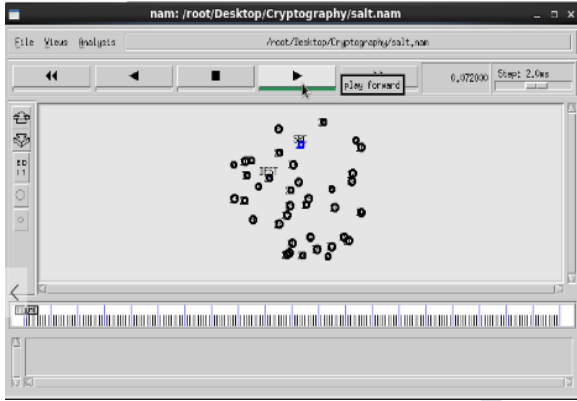 nam: /root/Desktop/Cryptography/salt.nam
File Views Analysis /root/Desktop/Cryptography/salt.nam
0.072000 Step: 2.0ms
play forward
SRC
DEST